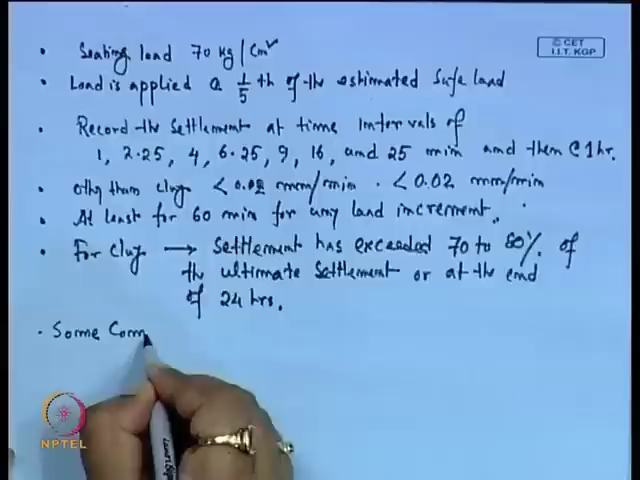 © CET
I.I.T. KGP
• Seating load 70 kg/cm²
• Load is applied @ 1/5 th of the estimated safe load
• Record the settlement at time intervals of
1, 2.25, 4, 6.25, 9, 16, and 25 min and then @ 1 hr.
• Other than clay < 0.02 mm/min . < 0.02 mm/min
• At least for 60 min for any load increment.
• For clay → Settlement has exceeded 70 to 80% of
the ultimate settlement or at the end
of 24 hrs.
• Some Com
NPTEL